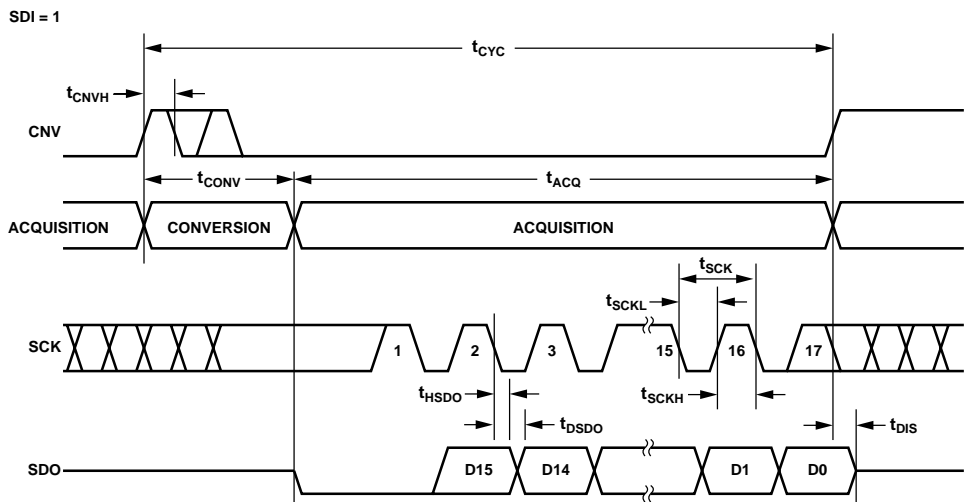 SDI = 1
tCYC
tCNVH
CNV
tCONV
tACQ
ACQUISITION CONVERSION ACQUISITION
tSCK
tSCKL
SCK 1 2 3 15 16 17
tHSDO
tSCKH
tDSDO
tDIS
SDO D15 D14 D1 D0